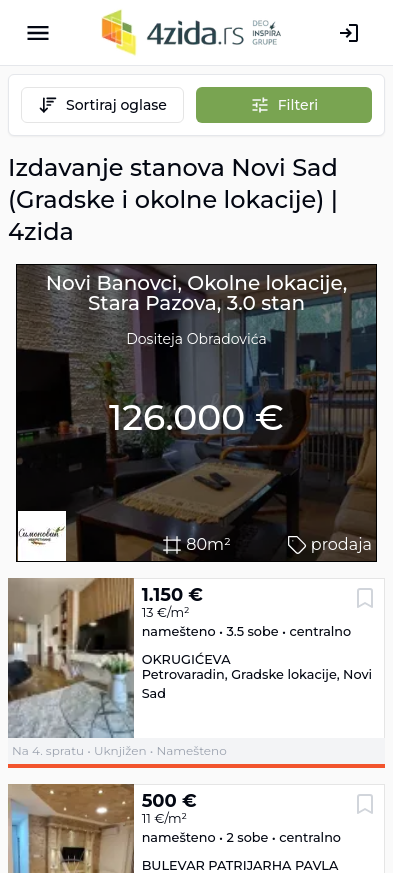 4zida.rs
DEO
INSPIRA
GRUPE
Sortiraj oglase
Filteri
Izdavanje stanova Novi Sad
(Gradske i okolne lokacije) |
4zida
Novi Banovci, Okolne lokacije,
Stara Pazova, 3.0 stan
Dositeja Obradovića
126.000 €
80m²
prodaja
1.150 €
13 €/m²
namešteno • 3.5 sobe • centralno
OKRUGIĆEVA
Petrovaradin, Gradske lokacije, Novi
Sad
Na 4. spratu • Uknjižen • Namešteno
500 €
11 €/m²
namešteno • 2 sobe • centralno
BULEVAR PATRIJARHA PAVLA